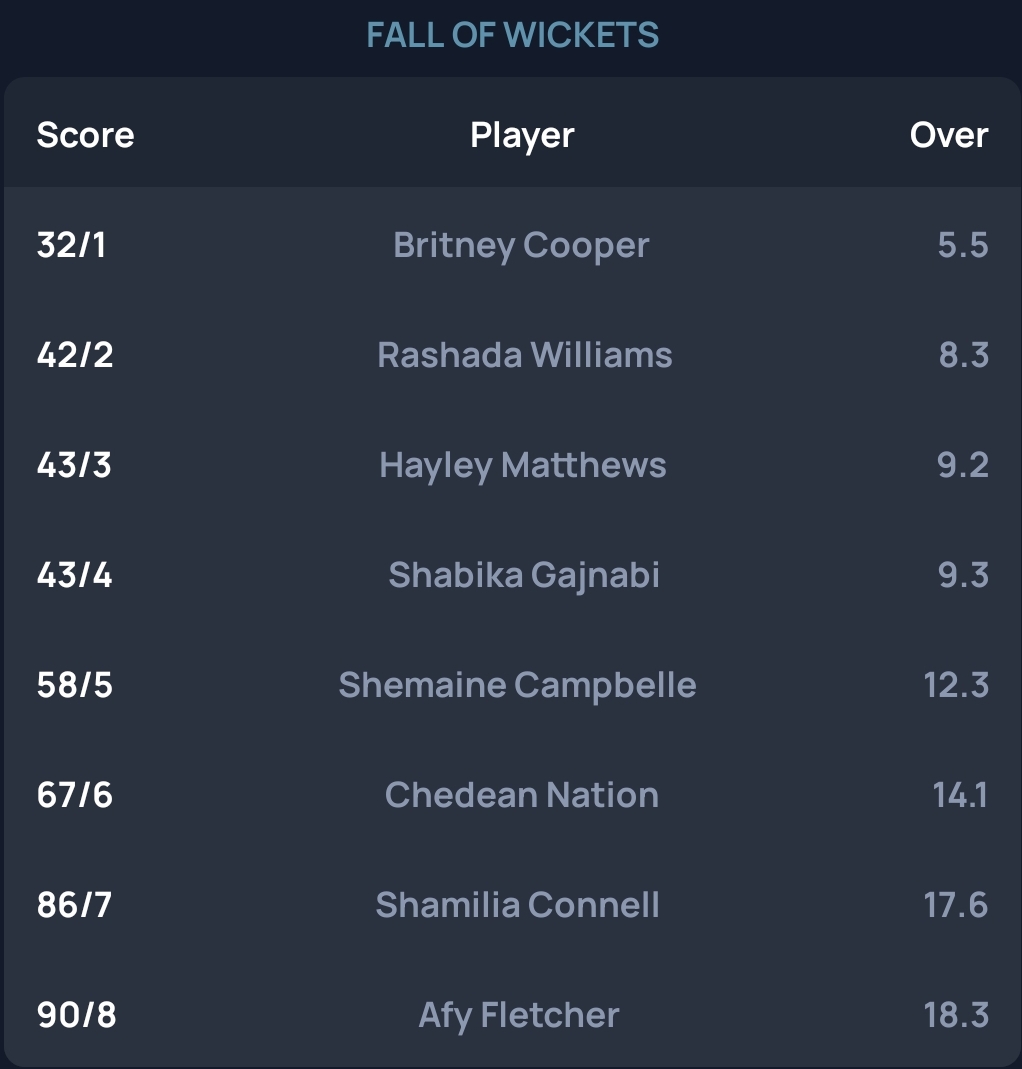 FALL OF WICKETS
Score Player Over
32/1 Britney Cooper 5.5
42/2 Rashada Williams 8.3
43/3 Hayley Matthews 9.2
43/4 Shabika Gajnabi 9.3
58/5 Shemaine Campbelle 12.3
67/6 Chedean Nation 14.1
86/7 Shamilia Connell 17.6
90/8 Afy Fletcher 18.3